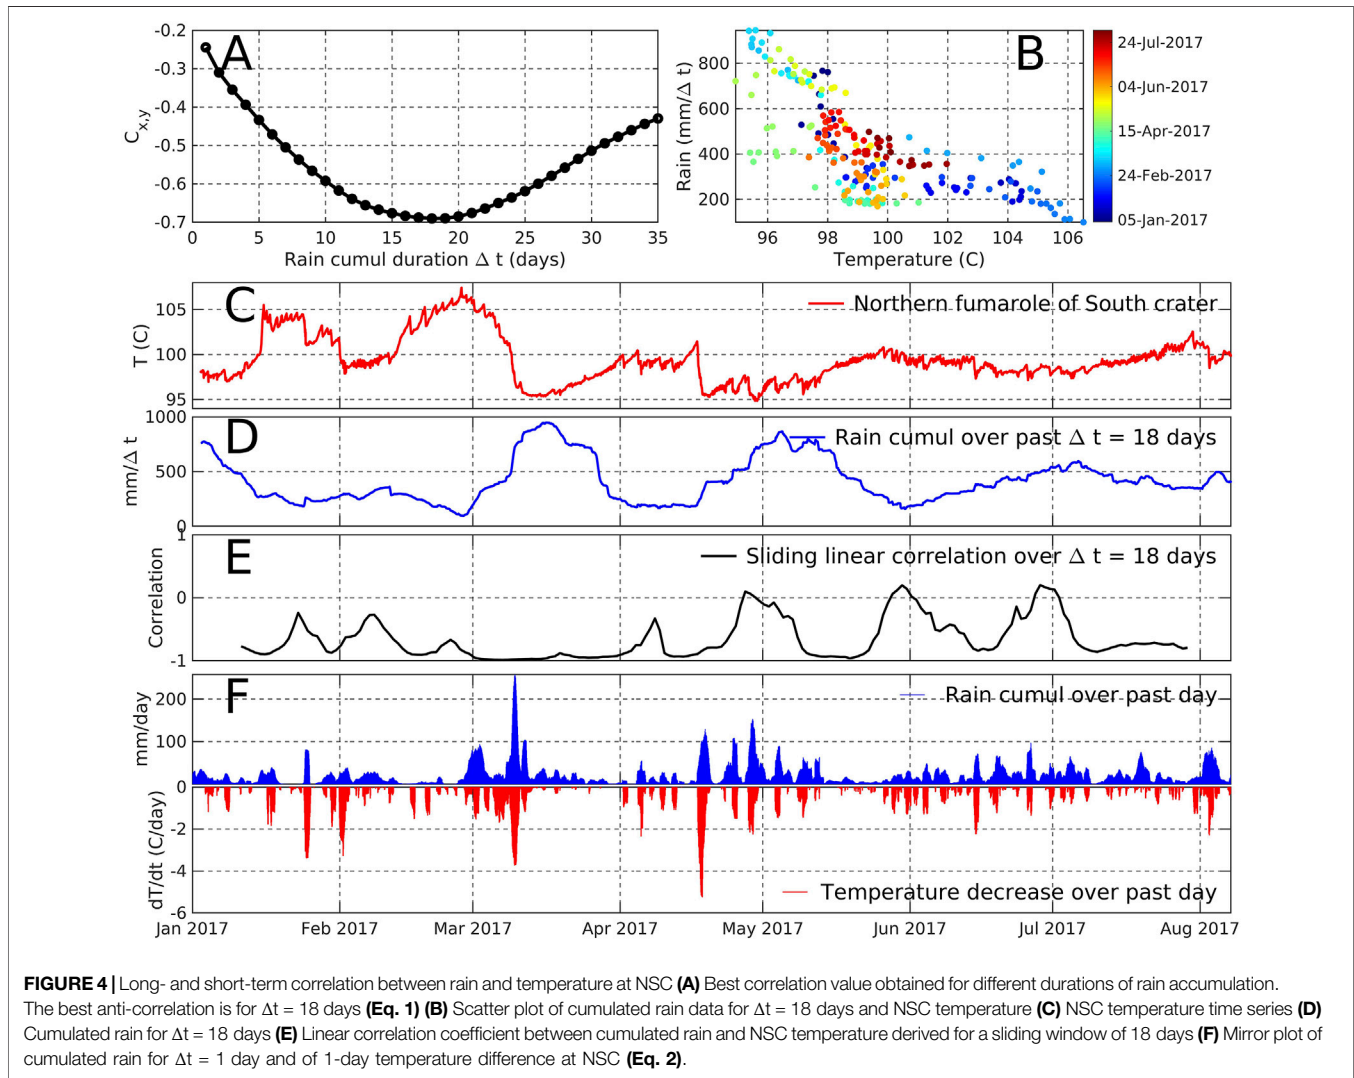 A
-0.2
-0.3
-0.4
-0.5
-0.6
-0.7
C_x,y
0 5 10 15 20 25 30 35
Rain cumul duration Δ t (days)
B
800
600
400
200
Rain (mm/Δ t)
96 98 100 102 104 106
Temperature (C)
24-Jul-2017
04-Jun-2017
15-Apr-2017
24-Feb-2017
05-Jan-2017
C
105
100
95
T (C)
Northern fumarole of South crater
D
1000
500
0
mm/Δ t
Rain cumul over past Δ t = 18 days
E
1
0
-1
Correlation
Sliding linear correlation over Δ t = 18 days
F
200
100
0
mm/day
Rain cumul over past day
-2
-4
-6
dT/dt (C/day)
Temperature decrease over past day
Jan 2017 Feb 2017 Mar 2017 Apr 2017 May 2017 Jun 2017 Jul 2017 Aug 2017
FIGURE 4 | Long- and short-term correlation between rain and temperature at NSC (A) Best correlation value obtained for different durations of rain accumulation.
The best anti-correlation is for Δt = 18 days (Eq. 1) (B) Scatter plot of cumulated rain data for Δt = 18 days and NSC temperature (C) NSC temperature time series (D)
Cumulated rain for Δt = 18 days (E) Linear correlation coefficient between cumulated rain and NSC temperature derived for a sliding window of 18 days (F) Mirror plot of
cumulated rain for Δt = 1 day and of 1-day temperature difference at NSC (Eq. 2).